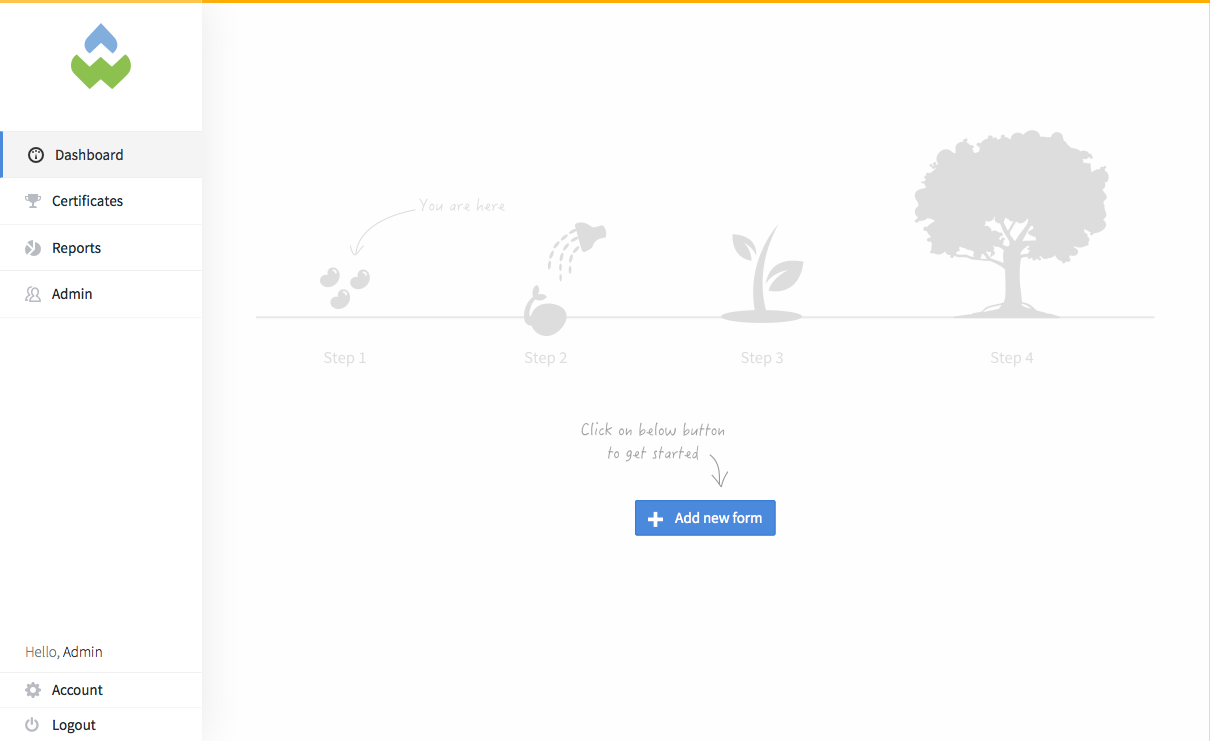 Dashboard
Certificates
Reports
Admin
You are here
Step 1
Step 2
Step 3
Step 4
Click on below button
to get started
Add new form
Hello, Admin
Account
Logout